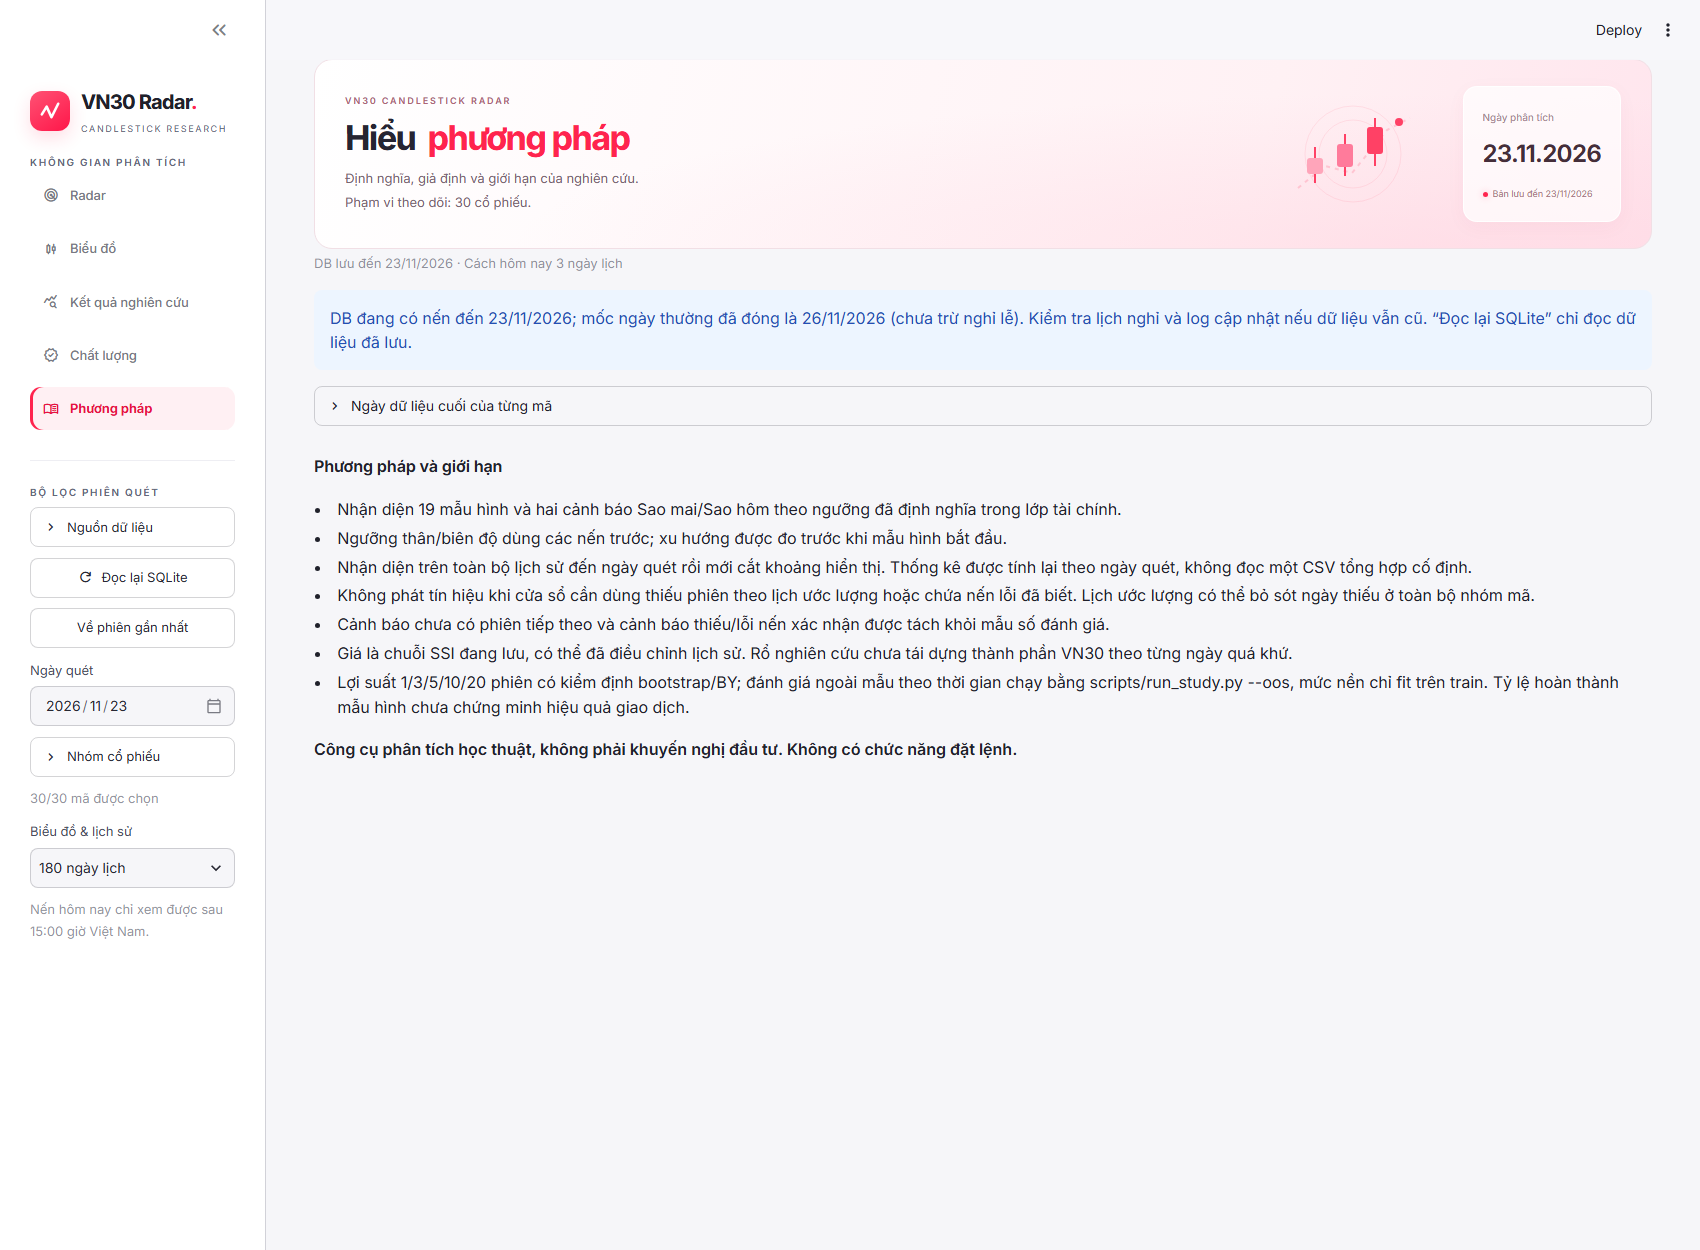 Deploy
VN30 Radar.
CANDLESTICK RESEARCH
KHÔNG GIAN PHÂN TÍCH
Radar
Biểu đồ
Kết quả nghiên cứu
Chất lượng
Phương pháp
BỘ LỌC PHIÊN QUÉT
Nguồn dữ liệu
Đọc lại SQLite
Về phiên gần nhất
Ngày quét
2026/11/23
Nhóm cổ phiếu
30/30 mã được chọn
Biểu đồ & lịch sử
180 ngày lịch
Nến hôm nay chỉ xem được sau
15:00 giờ Việt Nam.
VN30 CANDLESTICK RADAR
Hiểu phương pháp
Định nghĩa, giả định và giới hạn của nghiên cứu.
Phạm vi theo dõi: 30 cổ phiếu.
Ngày phân tích
23.11.2026
Bản lưu đến 23/11/2026
DB lưu đến 23/11/2026 · Cách hôm nay 3 ngày lịch
DB đang có nến đến 23/11/2026; mốc ngày thường đã đóng là 26/11/2026 (chưa trừ nghỉ lễ). Kiểm tra lịch nghỉ và log cập nhật nếu dữ liệu vẫn cũ. “Đọc lại SQLite” chỉ đọc dữ
liệu đã lưu.
Ngày dữ liệu cuối của từng mã
Phương pháp và giới hạn
• Nhận diện 19 mẫu hình và hai cảnh báo Sao mai/Sao hôm theo ngưỡng đã định nghĩa trong lớp tài chính.
• Ngưỡng thân/biên độ dùng các nến trước; xu hướng được đo trước khi mẫu hình bắt đầu.
• Nhận diện trên toàn bộ lịch sử đến ngày quét rồi mới cắt khoảng hiển thị. Thống kê được tính lại theo ngày quét, không đọc một CSV tổng hợp cố định.
• Không phát tín hiệu khi cửa sổ cần dùng thiếu phiên theo lịch ước lượng hoặc chứa nến lỗi đã biết. Lịch ước lượng có thể bỏ sót ngày thiếu ở toàn bộ nhóm mã.
• Cảnh báo chưa có phiên tiếp theo và cảnh báo thiếu/lỗi nến xác nhận được tách khỏi mẫu số đánh giá.
• Giá là chuỗi SSI đang lưu, có thể đã điều chỉnh lịch sử. Rổ nghiên cứu chưa tái dựng thành phần VN30 theo từng ngày quá khứ.
• Lợi suất 1/3/5/10/20 phiên có kiểm định bootstrap/BY; đánh giá ngoài mẫu theo thời gian chạy bằng scripts/run_study.py --oos, mức nền chỉ fit trên train. Tỷ lệ hoàn thành
mẫu hình chưa chứng minh hiệu quả giao dịch.
Công cụ phân tích học thuật, không phải khuyến nghị đầu tư. Không có chức năng đặt lệnh.